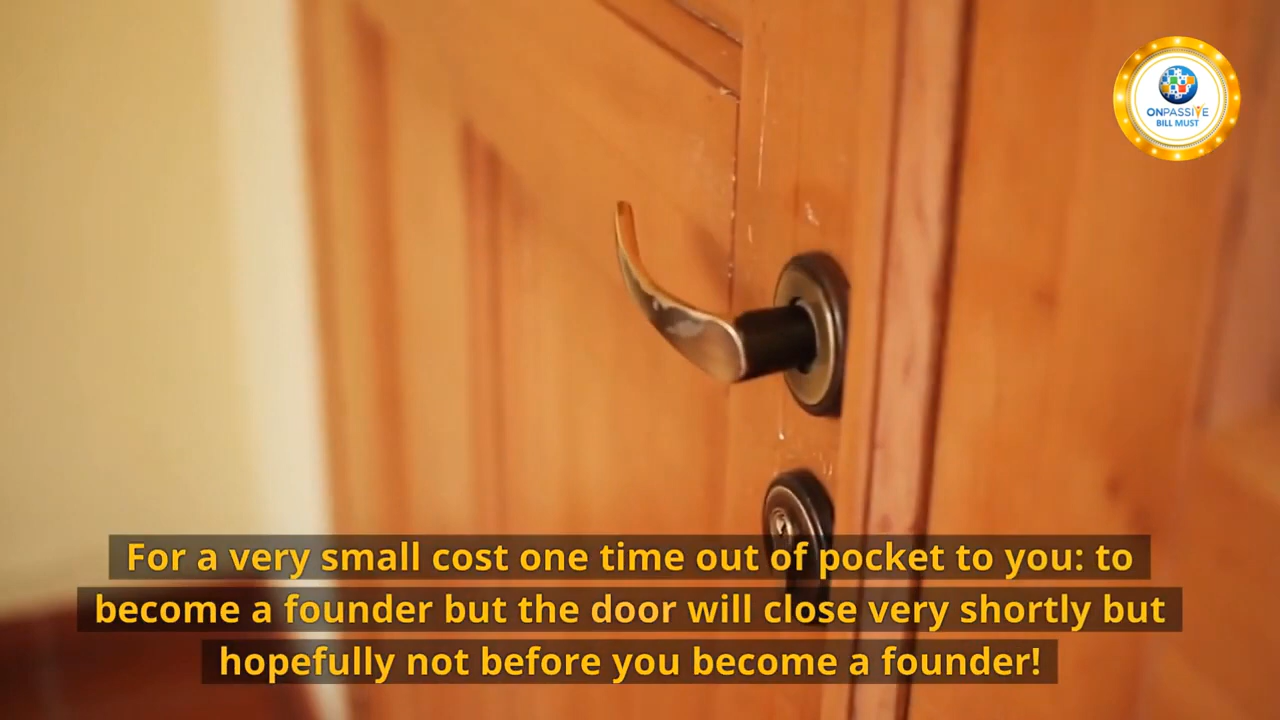 ONPASSIVE
BILL MUST
For a very small cost one time out of pocket to you: to
become a founder but the door will close very shortly but
hopefully not before you become a founder!